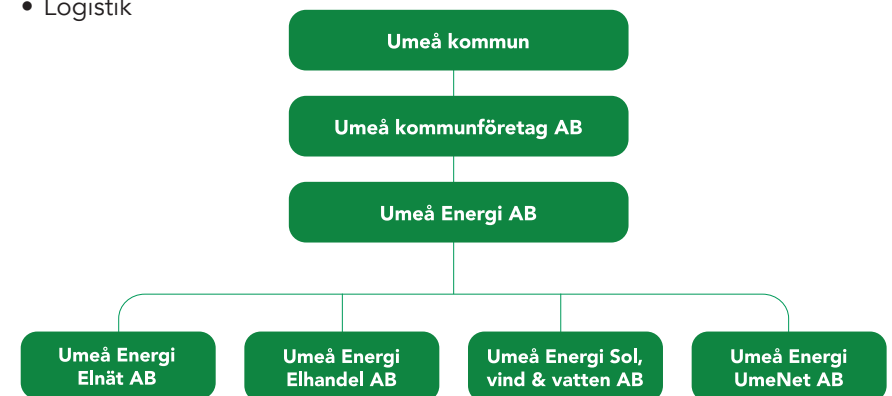 • Logistik
Umeå kommun
Umeå kommunföretag AB
Umeå Energi AB
Umeå Energi
Elnät AB
Umeå Energi
Elhandel AB
Umeå Energi Sol,
vind & vatten AB
Umeå Energi
UmeNet AB